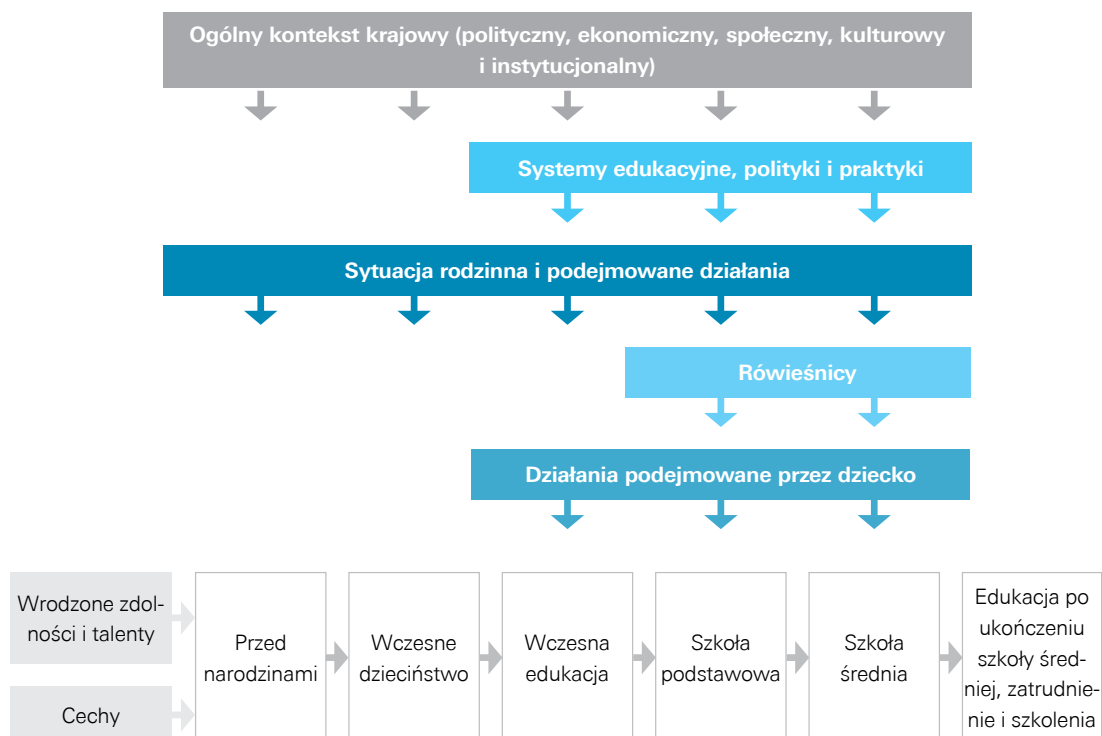 Ogólny kontekst krajowy (polityczny, ekonomiczny, społeczny, kulturowy
i instytucjonalny)
Systemy edukacyjne, polityki i praktyki
Sytuacja rodzinna i podejmowane działania
Rówieśnicy
Działania podejmowane przez dziecko
Wrodzone zdol-
ności i talenty
Cechy
Przed
narodzinami
Wczesne
dzieciństwo
Wczesna
edukacja
Szkoła
podstawowa
Szkoła
średnia
Edukacja po
ukończeniu
szkoły śred-
niej, zatrudnie-
nie i szkolenia